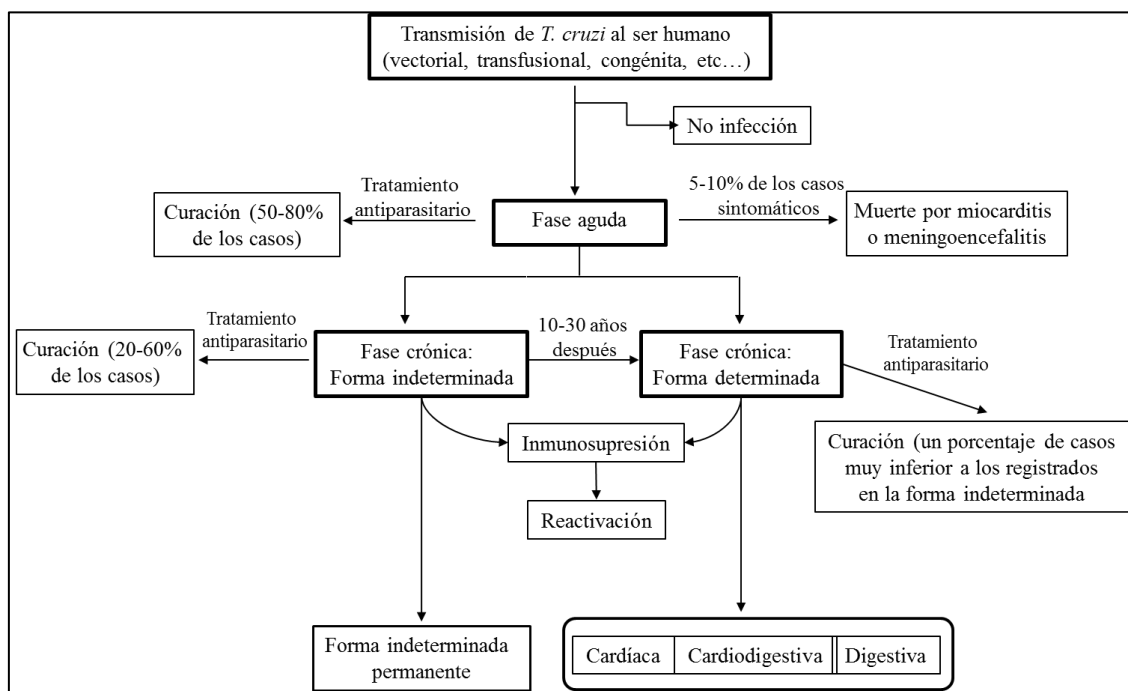 Transmisión de T. cruzi al ser humano
(vectorial, transfusional, congénita, etc…)
No infección
Tratamiento
antiparasitario
5-10% de los casos
sintomáticos
Curación (50-80%
de los casos)
Fase aguda
Muerte por miocarditis
o meningoencefalitis
Tratamiento
antiparasitario
10-30 años
después
Tratamiento
antiparasitario
Curación (20-60%
de los casos)
Fase crónica:
Forma indeterminada
Fase crónica:
Forma determinada
Inmunosupresión
Curación (un porcentaje de casos
muy inferior a los registrados
en la forma indeterminada
Reactivación
Forma indeterminada
permanente
Cardíaca
Cardiodigestiva
Digestiva